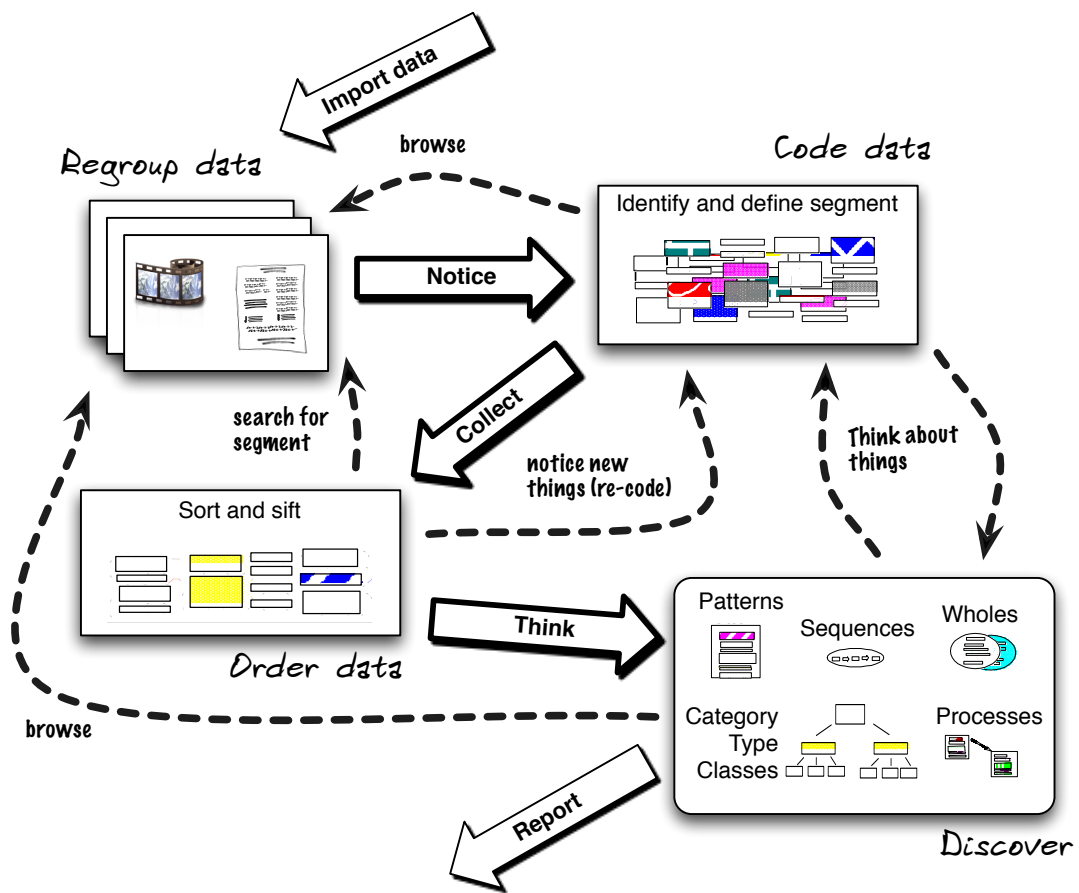 Import data
Regroup data
browse
Code data
Identify and define segment
Notice
Collect
search for
segment
notice new
things (re-code)
Think about
things
Sort and sift
Think
Order data
browse
Patterns
Sequences
Wholes
Category
Type
Classes
Processes
Report
Discover